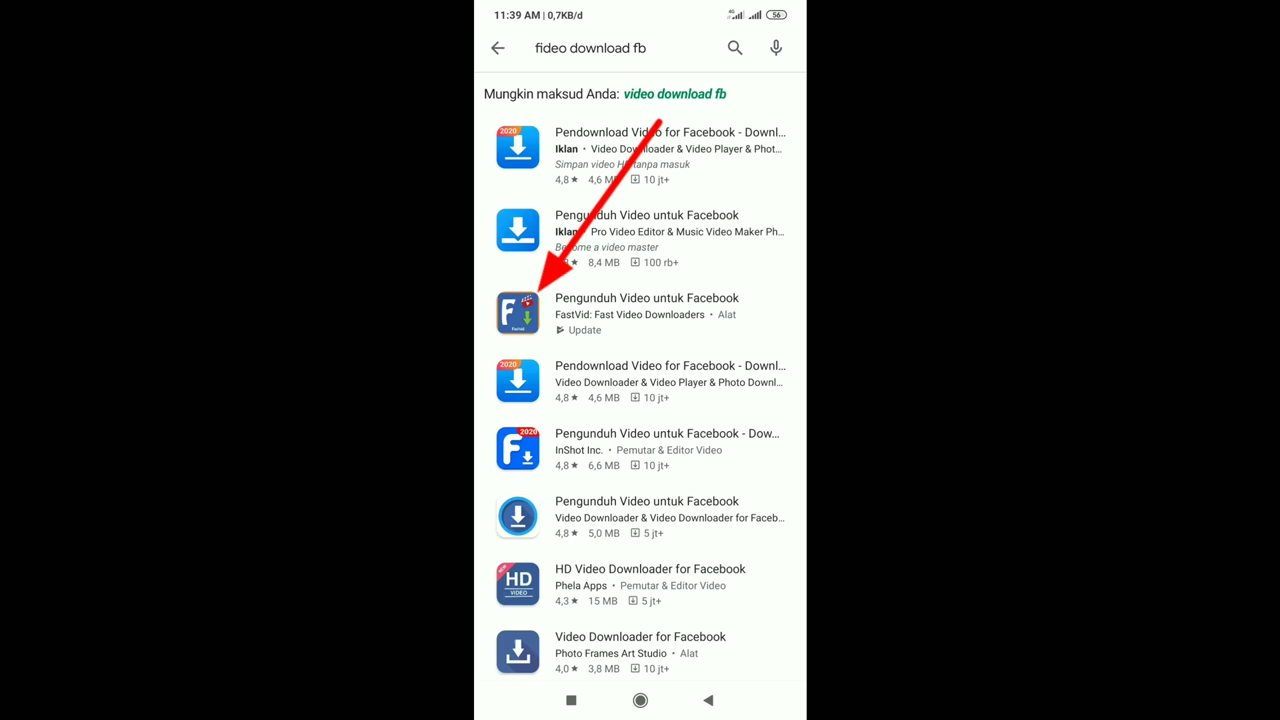 11:39 AM | 0,7KB/d
4G
56
fideo download fb
Mungkin maksud Anda: video download fb
2020
Pendownload Video for Facebook - Downl...
Iklan • Video Downloader & Video Player & Phot...
Simpan video HD tanpa masuk
4,8★ 4,6 MB 10 jt+
Pengunduh Video untuk Facebook
Iklan • Pro Video Editor & Music Video Maker Ph...
Become a video master
8,4 MB 100 rb+
Pengunduh Video untuk Facebook
FastVid: Fast Video Downloaders • Alat
F
FastVid
Update
2020
Pendownload Video for Facebook - Downl...
Video Downloader & Video Player & Photo Downl...
4,8★ 4,6 MB 10 jt+
2020
F
Pengunduh Video untuk Facebook - Dow...
InShot Inc. • Pemutar & Editor Video
4,8★ 6,6 MB 10 jt+
Pengunduh Video untuk Facebook
Video Downloader & Video Downloader for Faceb...
4,8★ 5,0 MB 5 jt+
NEW
HD
VIDEO
HD Video Downloader for Facebook
Phela Apps • Pemutar & Editor Video
4,3★ 15 MB 5 jt+
Video Downloader for Facebook
Photo Frames Art Studio • Alat
4,0★ 3,8 MB 10 jt+